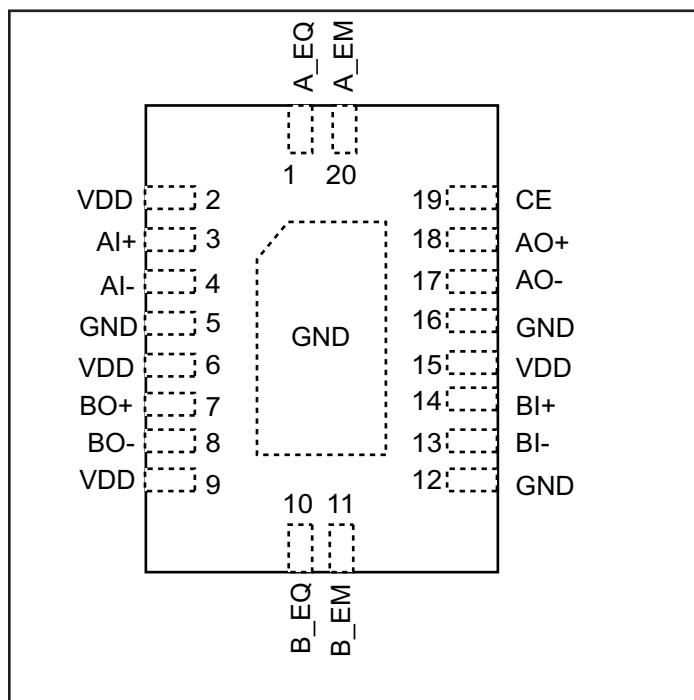 A_EQ
A_EM
1
20
VDD 2
19 CE
AI+ 3
18 AO+
AI- 4
17 AO-
GND 5
16 GND
VDD 6
15 VDD
BO+ 7
14 BI+
BO- 8
13 BI-
VDD 9
12 GND
GND
10
11
B_EQ
B_EM